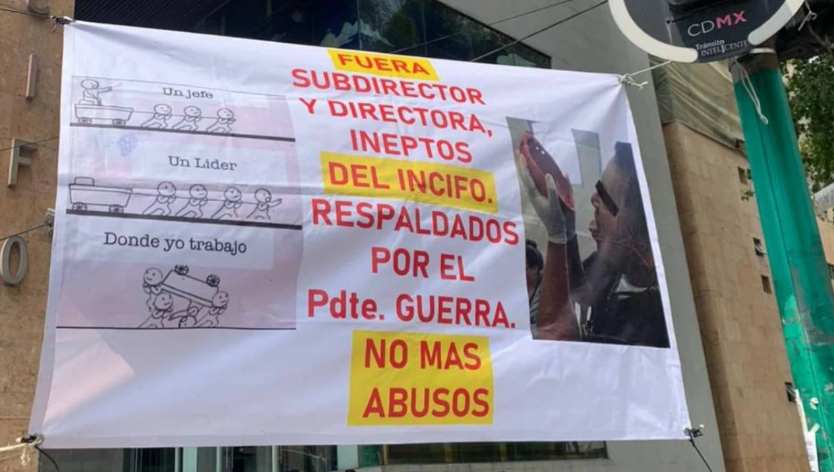 CDMX
Tránsito
INTELIGENTE
I
F
O
Un jefe
Un Lider
Donde yo trabajo
FUERA
SUBDIRECTOR
Y DIRECTORA,
INEPTOS
DEL INCIFO.
RESPALDADOS
POR EL
Pdte. GUERRA.
NO MAS
ABUSOS